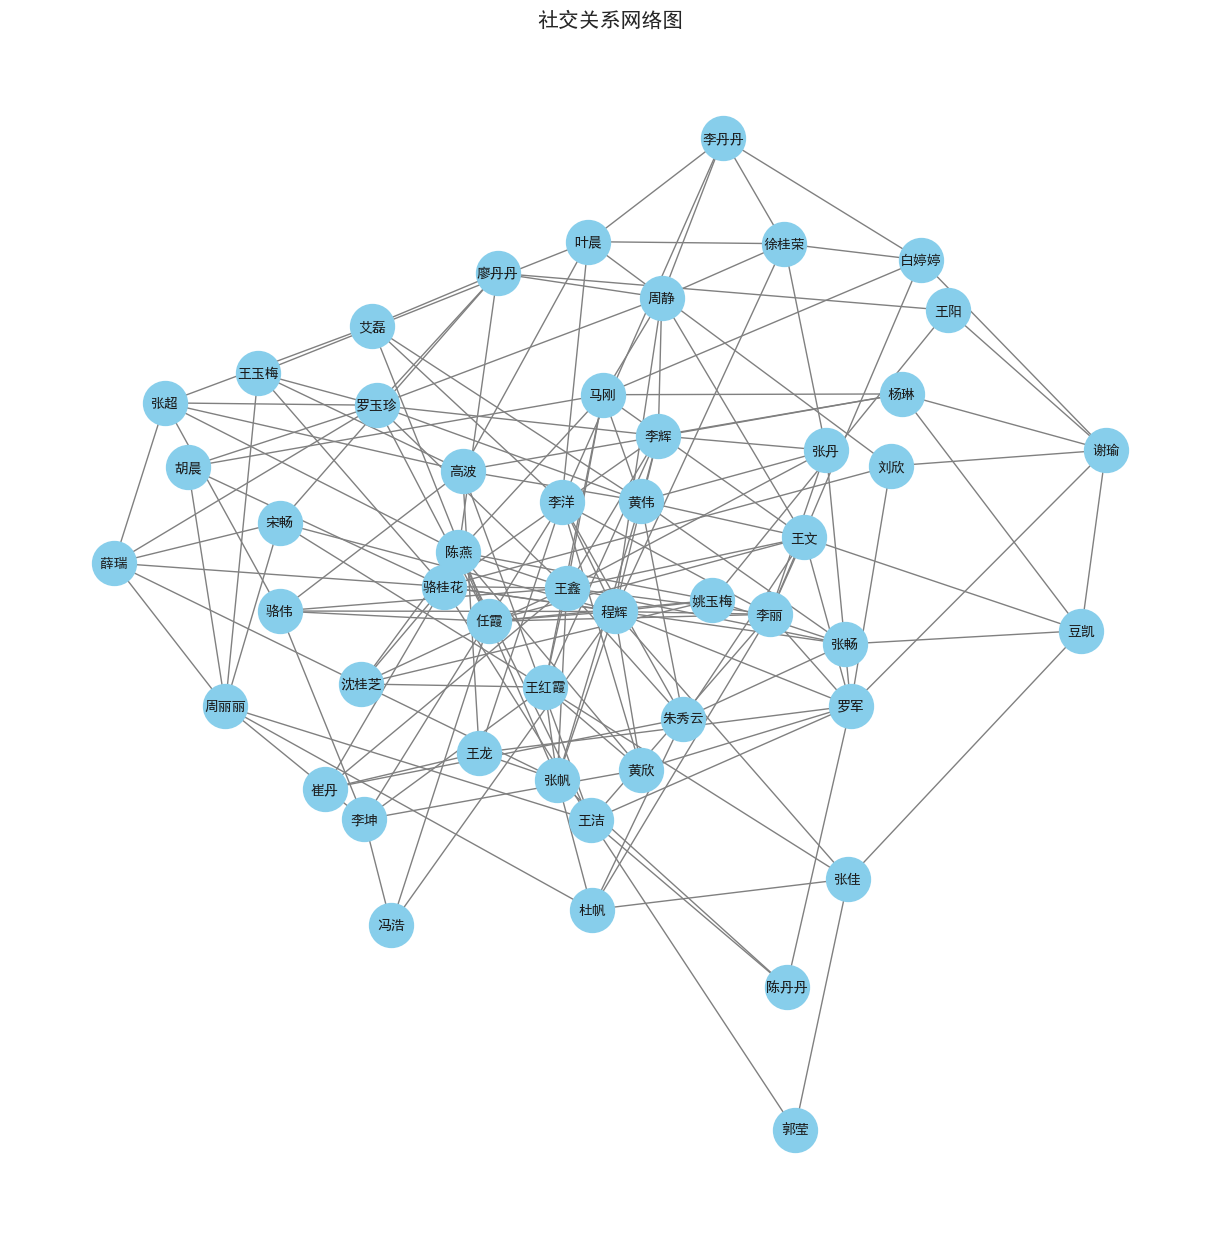 社交关系网络图
李丹丹
叶晨
徐桂荣
白婷婷
廖丹丹
周静
王阳
艾磊
王玉梅
张超
罗玉珍
马刚
杨琳
李辉
张丹
谢瑜
胡晨
高波
刘欣
李洋
黄伟
宋畅
王文
陈燕
薛瑞
骆桂花
王鑫
姚玉梅
骆伟
任霞
程辉
李丽
豆凯
张畅
沈桂芝
王红霞
周丽丽
朱秀云
罗军
王龙
张帆
黄欣
崔丹
李坤
王洁
张佳
杜帆
冯浩
陈丹丹
郭莹